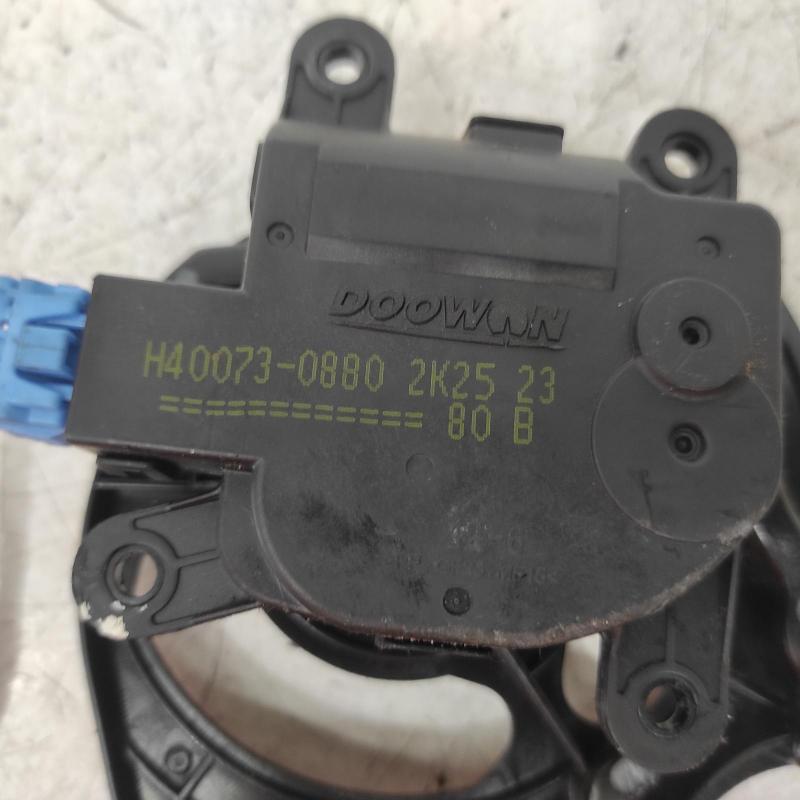 DOOWON
H40073-0880 2K25 23
============ 80 B